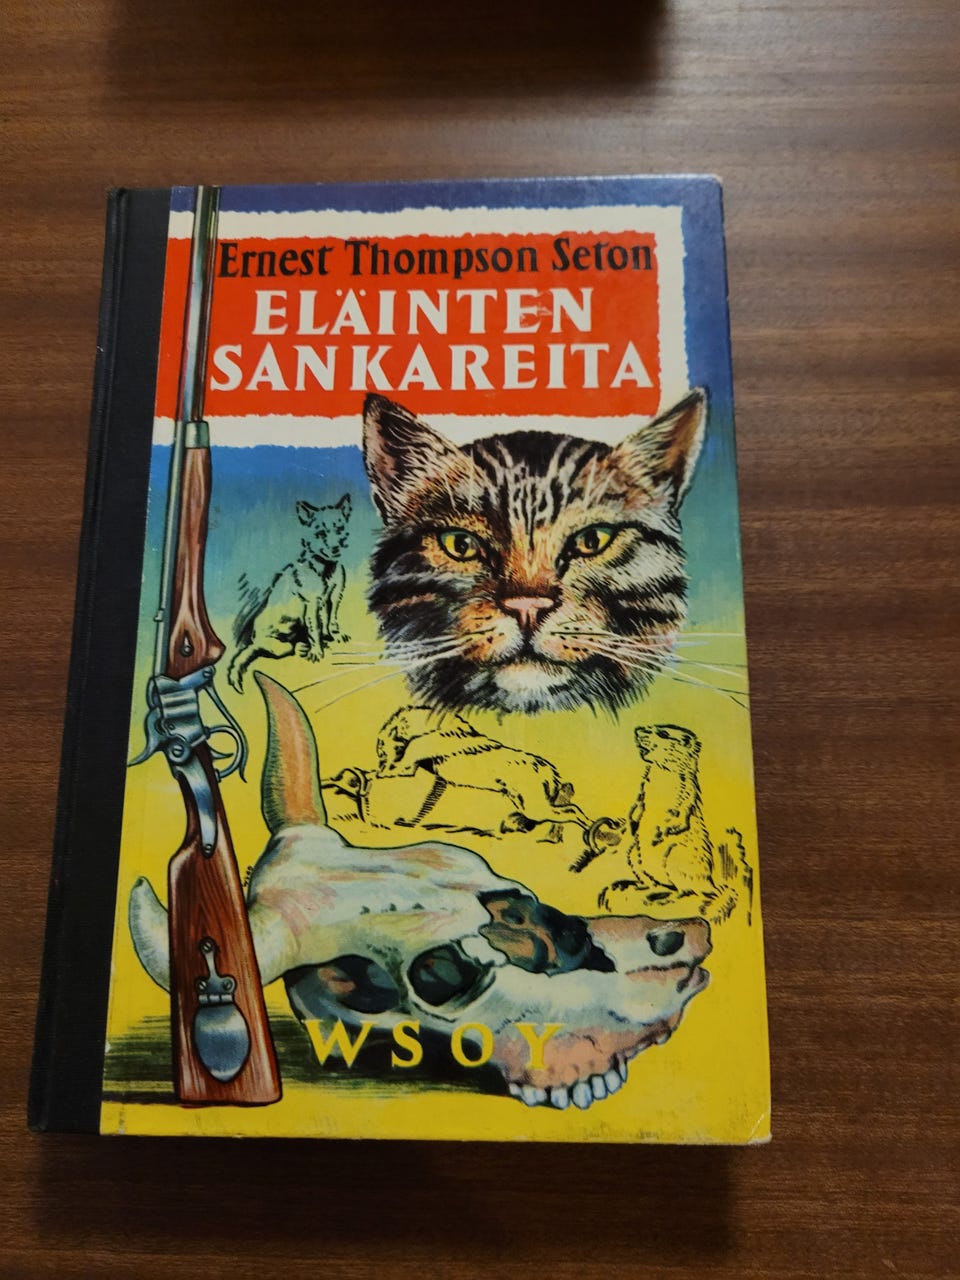 Ernest Thompson Seton
ELÄINTEN
SANKAREITA
WSOY